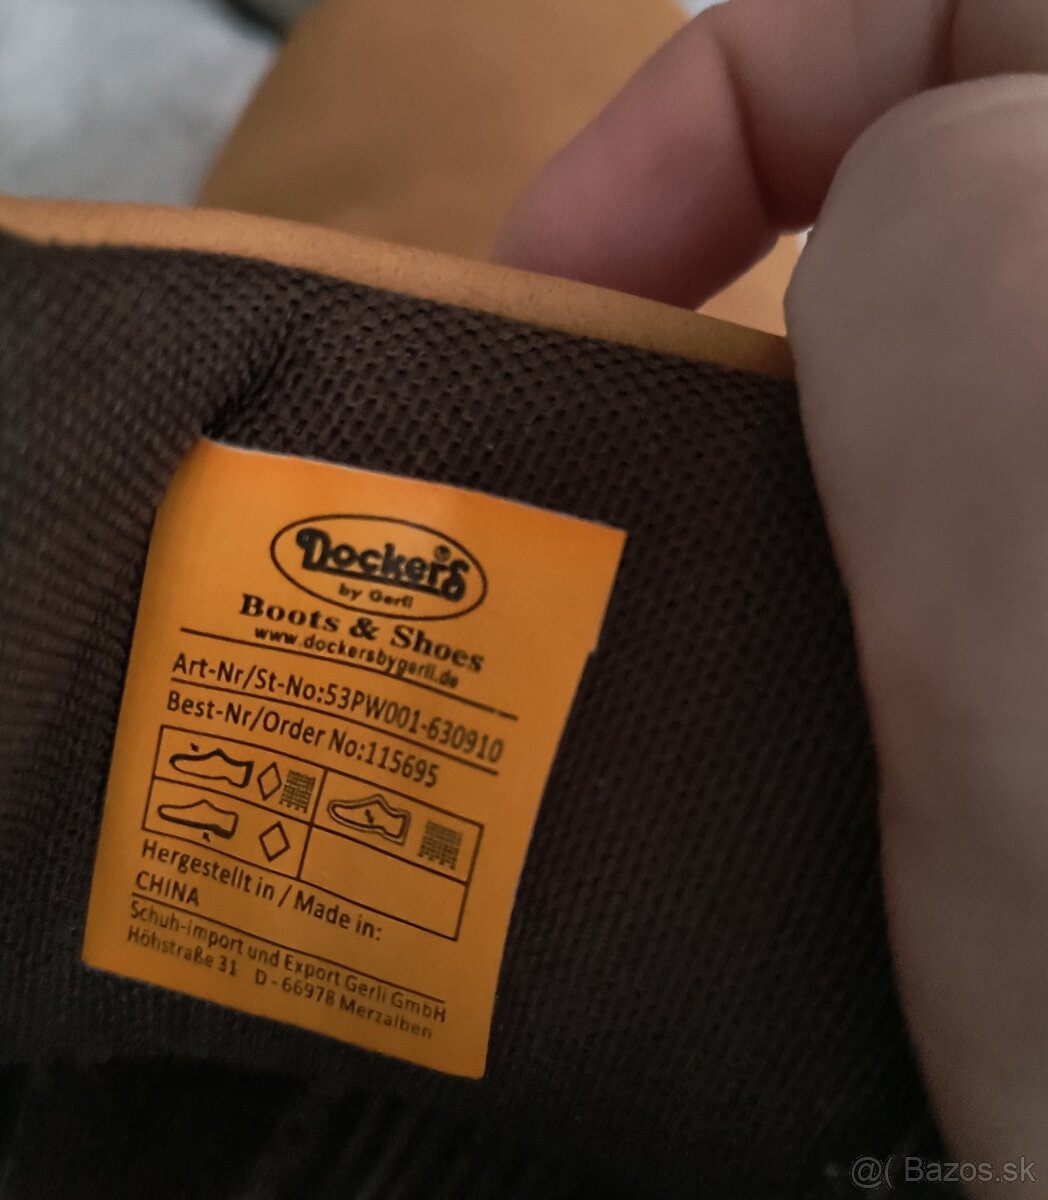 Dockers®
by Gerli
Boots & Shoes
www.dockersbygerli.de
Art-Nr/St-No:53PW001-630910
Best-Nr/Order No:115695
Hergestellt in / Made in:
CHINA
Schuh-Import und Export Gerli GmbH
Höhstraße 31 D - 66978 Merzalben
@( Bazos.sk